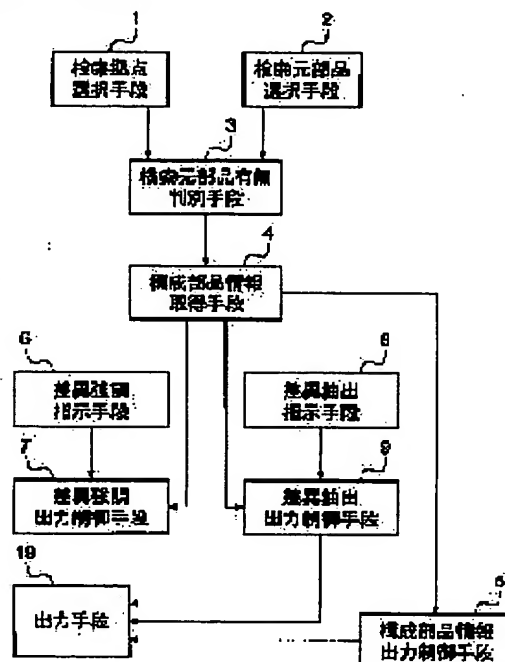 1
2
検索拠点
選択手段
検索元部品
選択手段
3
検索元部品有無
判別手段
4
構成部品情報
取得手段
6
差異強調
指示手段
8
差異抽出
指示手段
7
差異強調
出力制御手段
9
差異抽出
出力制御手段
19
出力手段
5
構成部品情報
出力制御手段